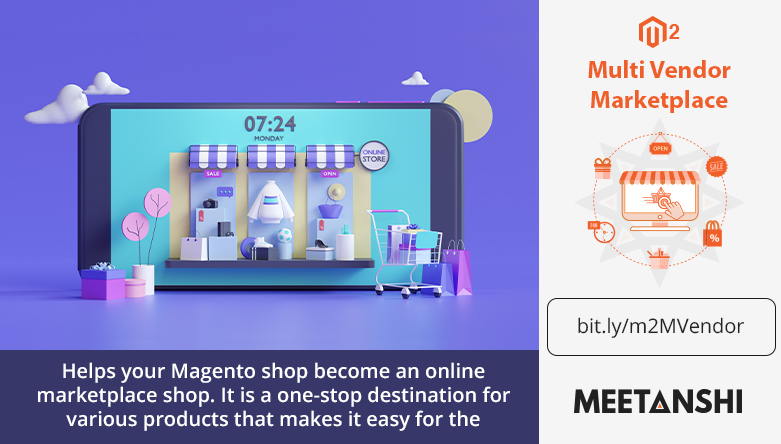 07:24
MONDAY
ONLINE
STORE
SALE
OPEN
Helps your Magento shop become an online
marketplace shop. It is a one-stop destination for
various products that makes it easy for the
2
Multi Vendor
Marketplace
OPEN
SALE
%
bit.ly/m2MVendor
MEETANSHI